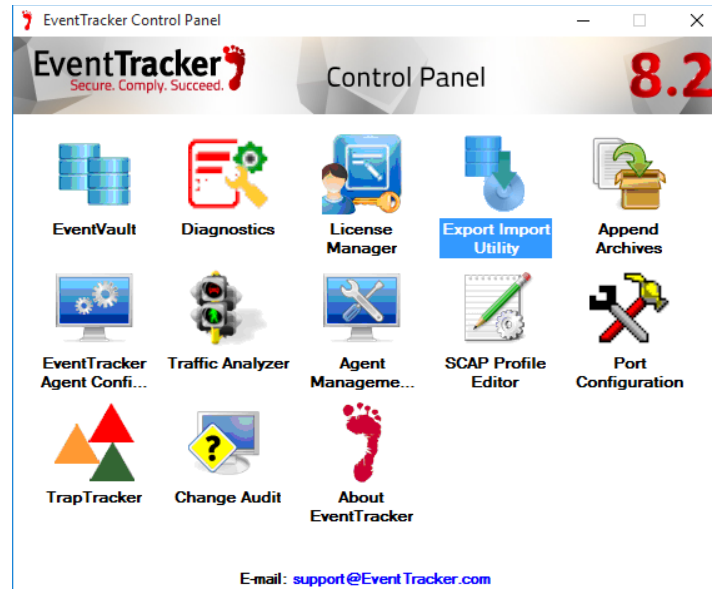 EventTracker Control Panel
EventTracker
Secure. Comply. Succeed.
Control Panel
8.2
EventVault
Diagnostics
License
Manager
Export Import
Utility
Append
Archives
EventTracker
Agent Confi...
Traffic Analyzer
Agent
Manageme...
SCAP Profile
Editor
Port
Configuration
TrapTracker
?
Change Audit
About
EventTracker
E-mail: support@EventTracker.com